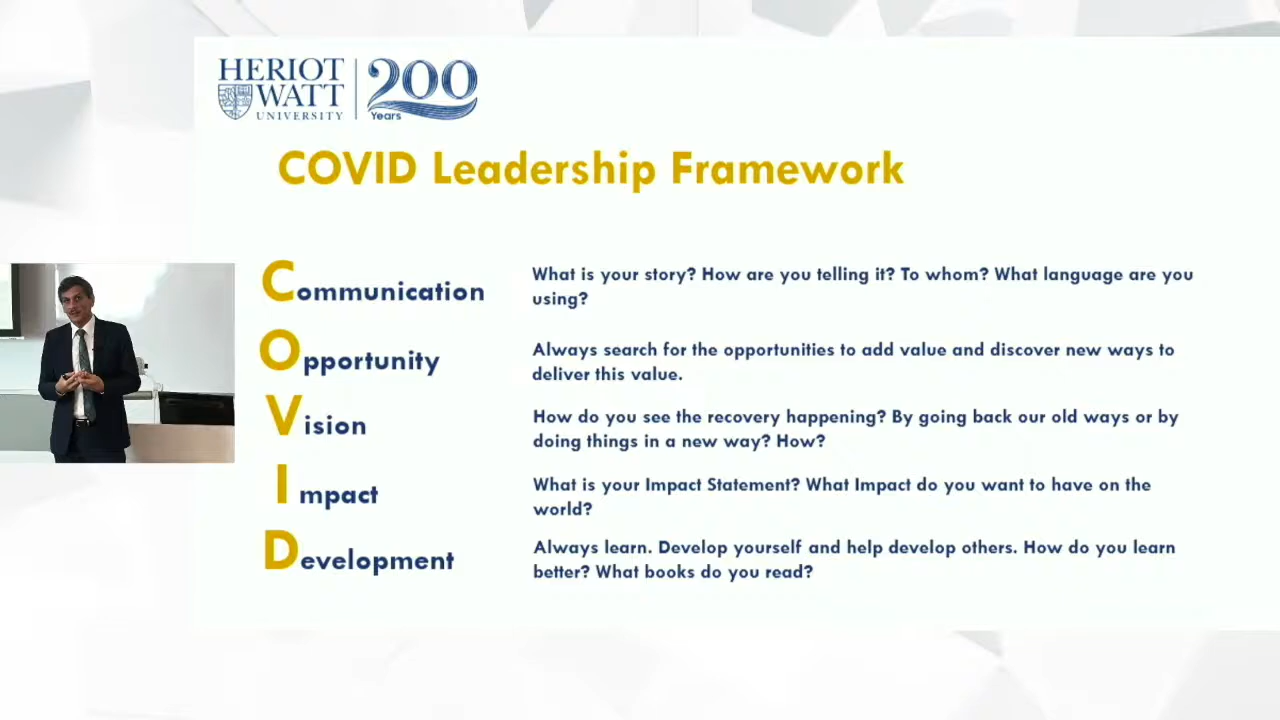 HERIOT
WATT
UNIVERSITY
200
Years
COVID Leadership Framework
Communication
What is your story? How are you telling it? To whom? What language are you
using?
Opportunity
Always search for the opportunities to add value and discover new ways to
deliver this value.
Vision
How do you see the recovery happening? By going back our old ways or by
doing things in a new way? How?
Impact
What is your Impact Statement? What Impact do you want to have on the
world?
Development
Always learn. Develop yourself and help develop others. How do you learn
better? What books do you read?